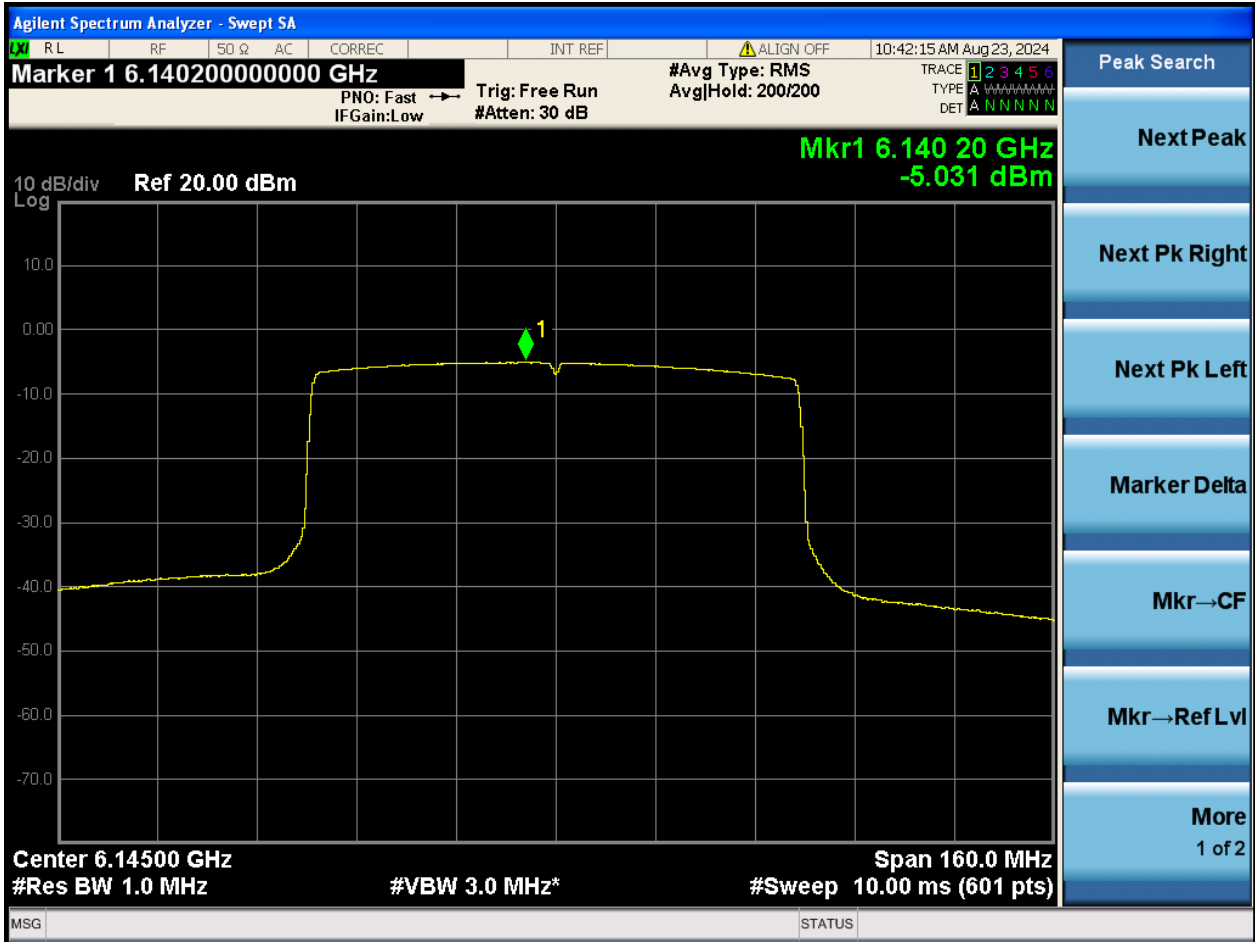 Agilent Spectrum Analyzer - Swept SA
LXI RL RF 50 Ω AC CORREC INT REF ALIGN OFF 10:42:15 AM Aug 23, 2024
Marker 1 6.140200000000 GHz
PNO: Fast
IFGain:Low
Trig: Free Run
#Atten: 30 dB
#Avg Type: RMS
Avg|Hold: 200/200
TRACE 1 2 3 4 5 6
TYPE A WWWWWW
DET A N N N N N
Peak Search
Mkr1 6.140 20 GHz
-5.031 dBm
10 dB/div Ref 20.00 dBm
Log
10.0
0.00
-10.0
-20.0
-30.0
-40.0
-50.0
-60.0
-70.0
1
Center 6.14500 GHz Span 160.0 MHz
#Res BW 1.0 MHz #VBW 3.0 MHz* #Sweep 10.00 ms (601 pts)
Next Peak
Next Pk Right
Next Pk Left
Marker Delta
Mkr→CF
Mkr→Ref Lvl
More
1 of 2
MSG STATUS